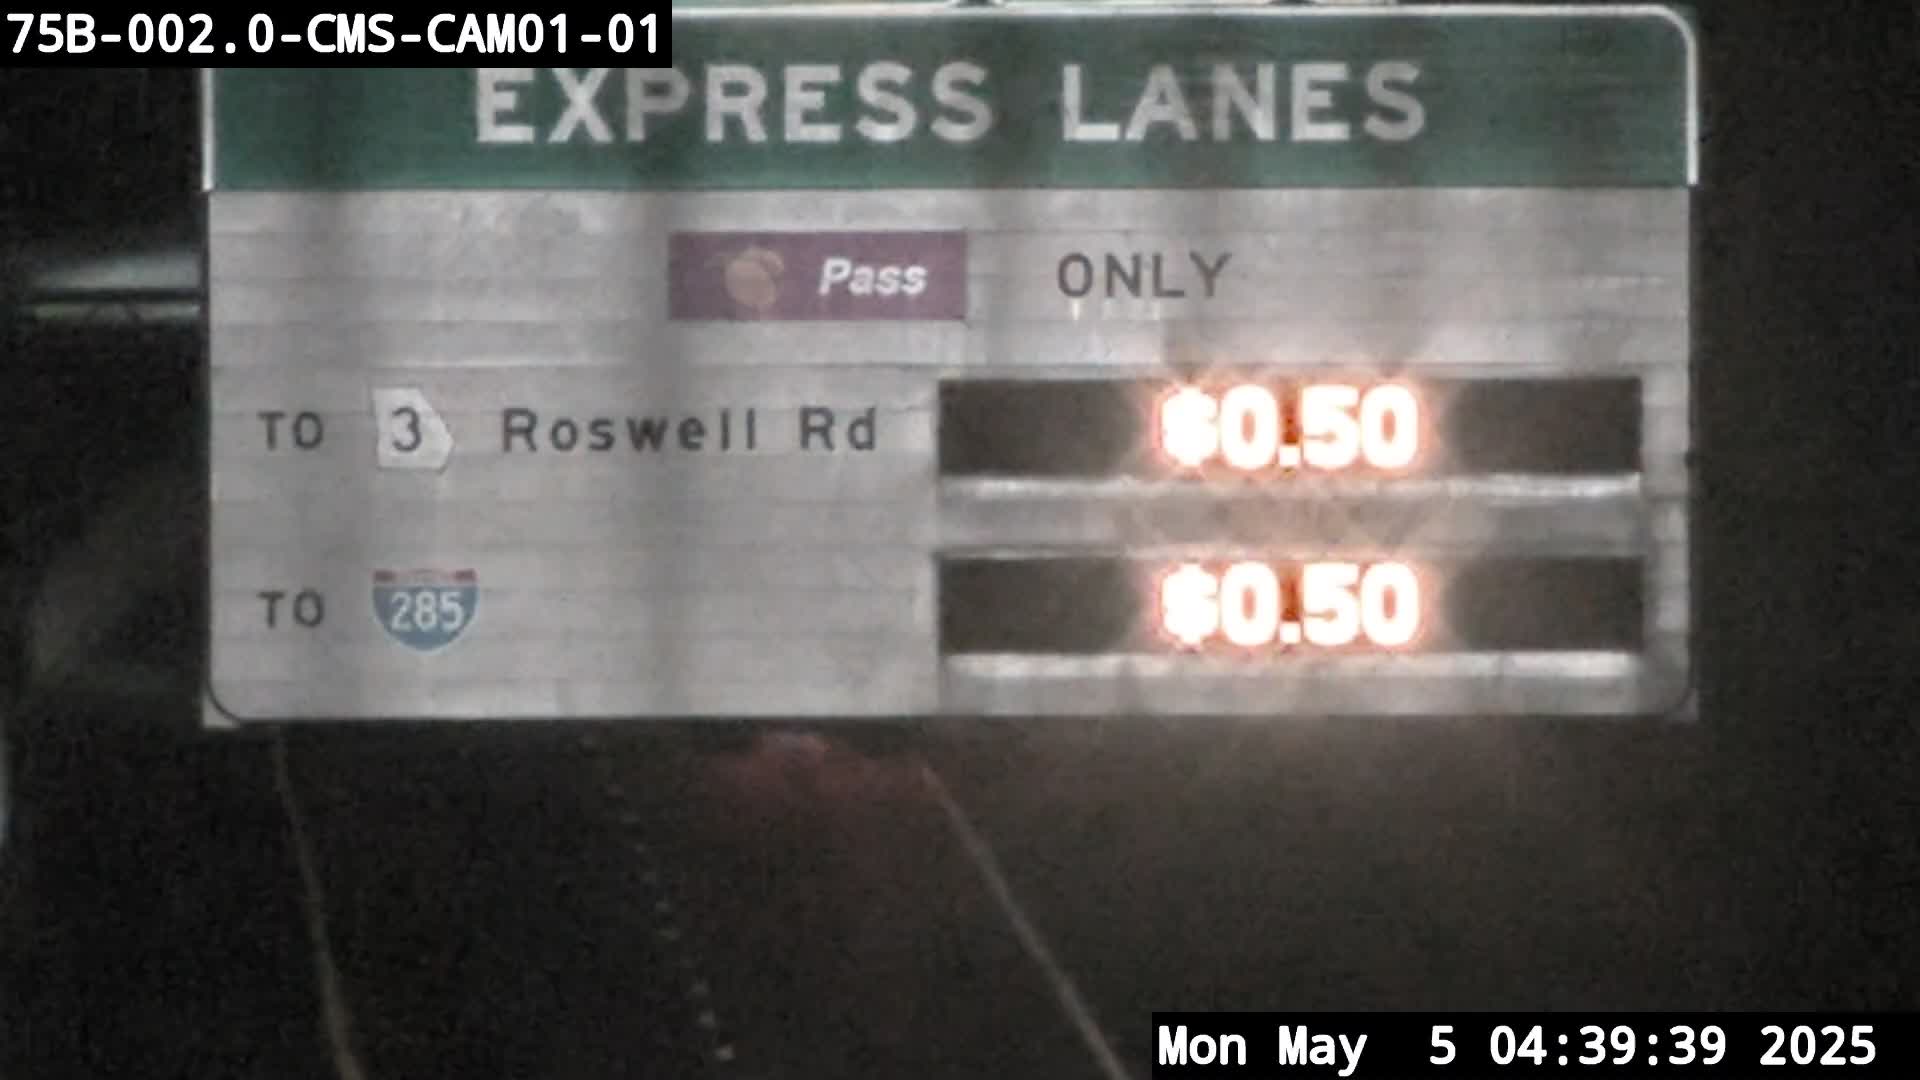 75B-002.0-CMS-CAM01-01
EXPRESS LANES
Pass ONLY
TO 3 Roswell Rd $0.50
TO 285 $0.50
Mon May 5 04:39:39 2025